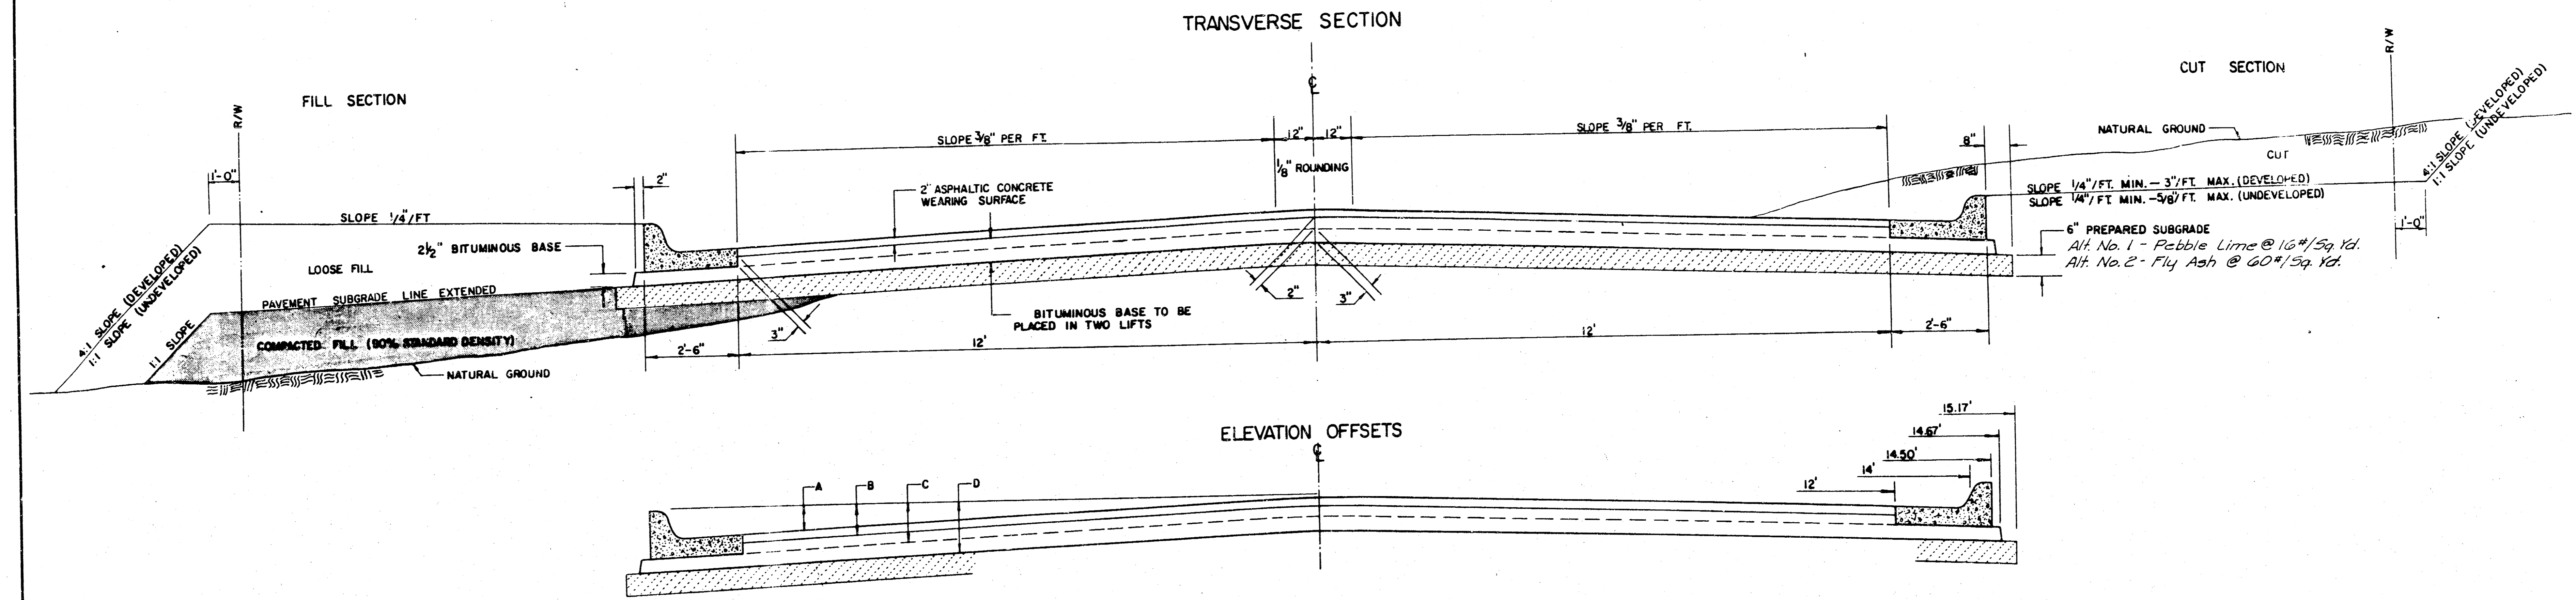 TRANSVERSE SECTION
FILL SECTION
CUT SECTION
R/W
R/W
℄
SLOPE 3/8" PER FT.
12"
12"
SLOPE 3/8" PER FT.
1/8" ROUNDING
8"
NATURAL GROUND
CUT
4:1 SLOPE (DEVELOPED)
1:1 SLOPE (UNDEVELOPED)
1'-0"
2"
SLOPE 1/4"/FT
2" ASPHALTIC CONCRETE
WEARING SURFACE
SLOPE 1/4"/FT. MIN. - 3"/FT. MAX. (DEVELOPED)
SLOPE 1/4"/FT MIN. - 5/8"/FT. MAX. (UNDEVELOPED)
1'-0"
6" PREPARED SUBGRADE
Alt. No. 1 - Pebble Lime @ 16#/Sq. Yd.
Alt. No. 2 - Fly Ash @ 60#/Sq. Yd.
2 1/2" BITUMINOUS BASE
LOOSE FILL
PAVEMENT SUBGRADE LINE EXTENDED
4:1 SLOPE (DEVELOPED)
1:1 SLOPE (UNDEVELOPED)
1:1 SLOPE
COMPACTED FILL (90% STANDARD DENSITY)
NATURAL GROUND
3"
BITUMINOUS BASE TO BE
PLACED IN TWO LIFTS
2"
3"
2'-6"
12'
12'
2'-6"
ELEVATION OFFSETS
℄
A
B
C
D
15.17'
14.67'
14.50'
14'
12'